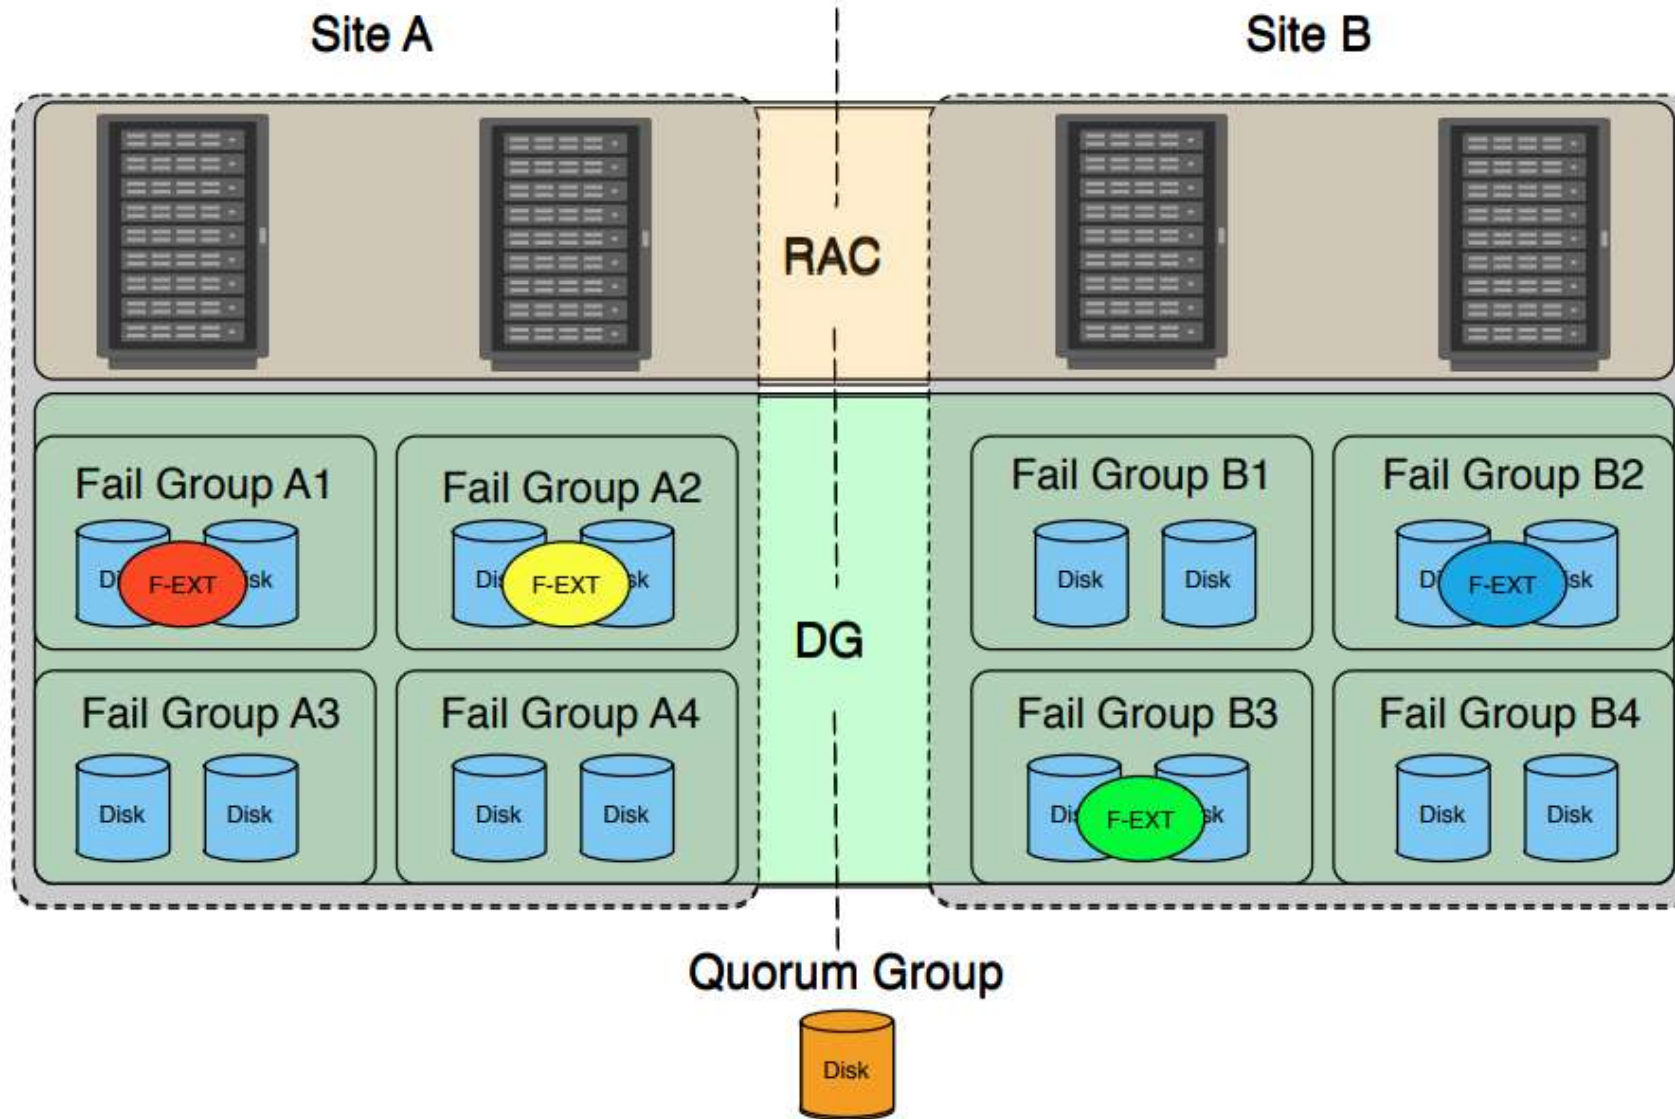 Site A
Site B
RAC
Fail Group A1
Fail Group A2
Fail Group B1
Fail Group B2
F-EXT
F-EXT
Disk
Disk
F-EXT
DG
Fail Group A3
Fail Group A4
Fail Group B3
Fail Group B4
Disk
Disk
Disk
Disk
F-EXT
Disk
Disk
Quorum Group
Disk